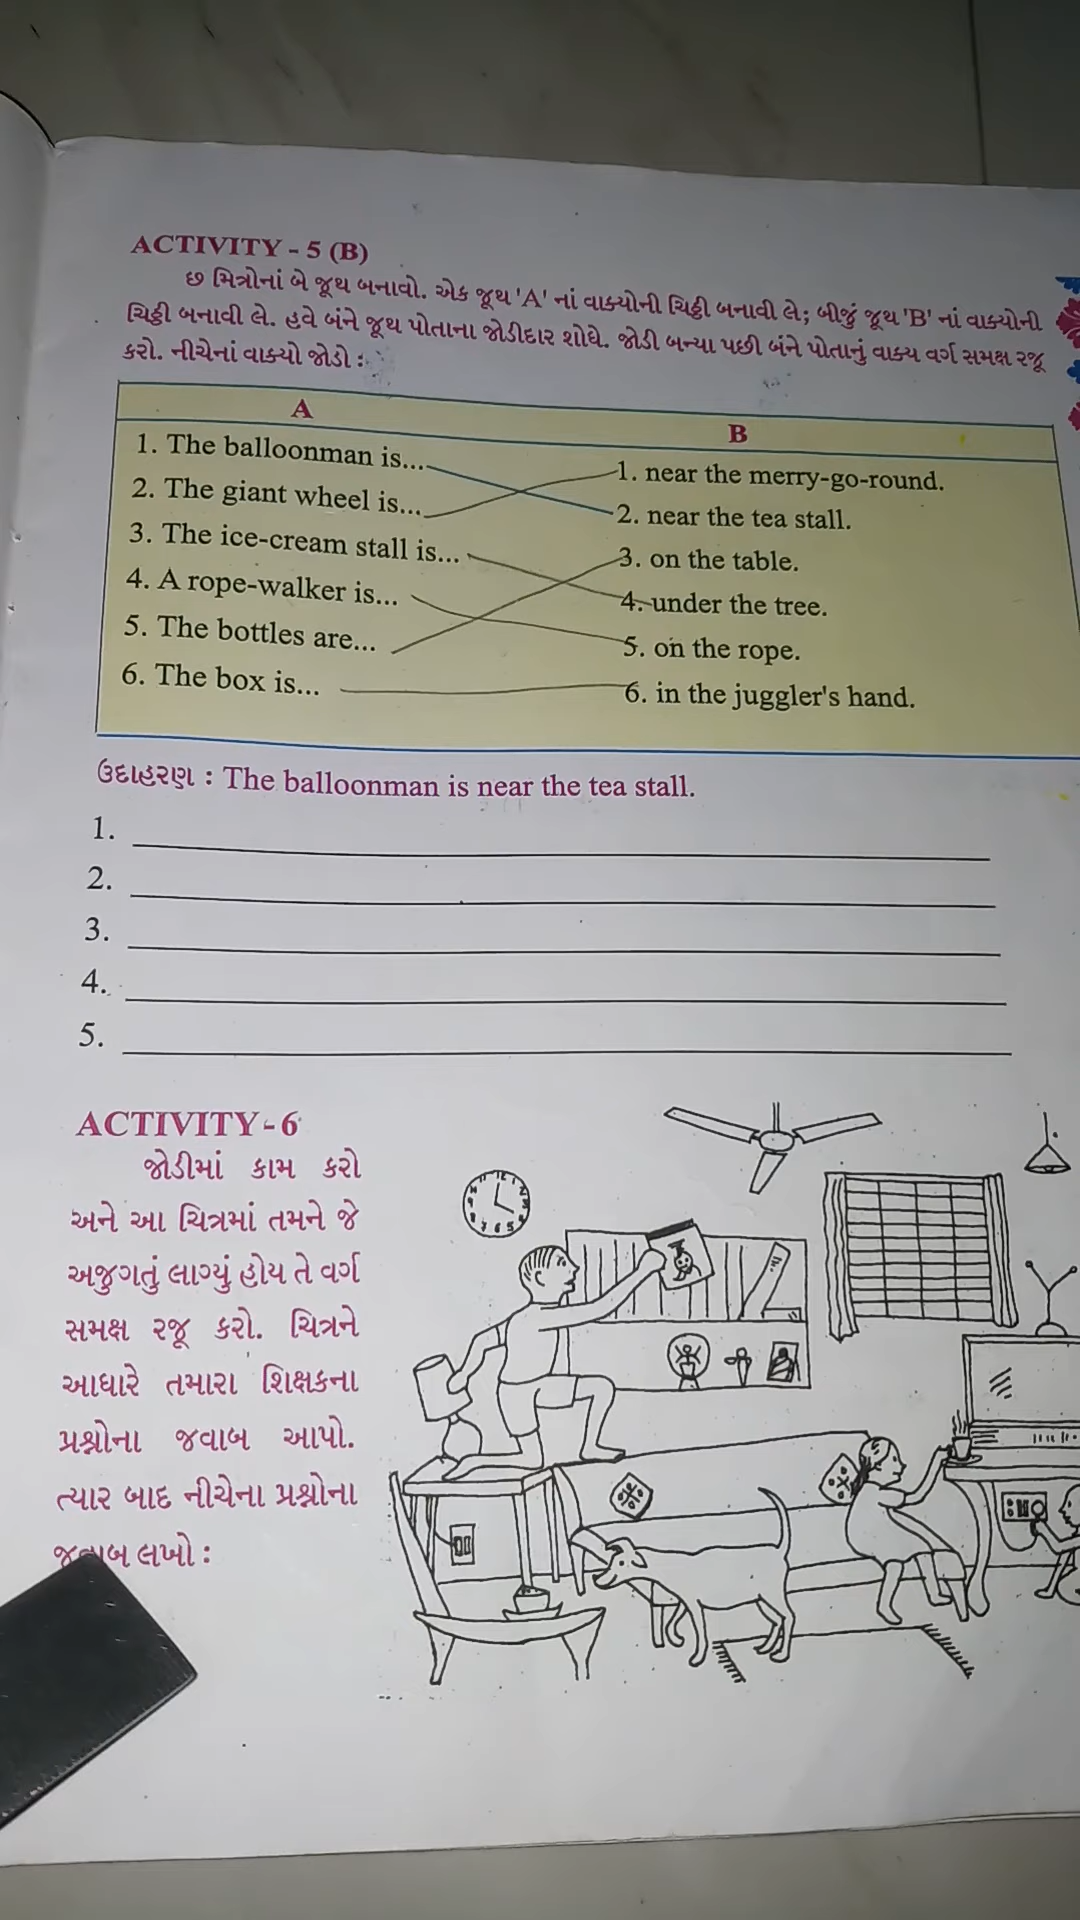 ACTIVITY - 5 (B)
છ મિત્રોનાં બે જૂથ બનાવો. એક જૂથ 'A' નાં વાક્યોની ચિઠ્ઠી બનાવી લે; બીજું જૂથ 'B' નાં વાક્યોની
ચિઠ્ઠી બનાવી લે. હવે બંને જૂથ પોતાના જોડીદાર શોધે. જોડી બન્યા પછી બંને પોતાનું વાક્ય વર્ગ સમક્ષ રજૂ
કરો. નીચેનાં વાક્યો જોડો :
A
B
1. The balloonman is...
1. near the merry-go-round.
2. The giant wheel is...
2. near the tea stall.
3. The ice-cream stall is...
3. on the table.
4. A rope-walker is...
4. under the tree.
5. The bottles are...
5. on the rope.
6. The box is...
6. in the juggler's hand.
ઉદાહરણ : The balloonman is near the tea stall.
1.
2.
3.
4.
5.
ACTIVITY - 6
જોડીમાં કામ કરો
અને આ ચિત્રમાં તમને જે
અજુગતું લાગ્યું હોય તે વર્ગ
સમક્ષ રજૂ કરો. ચિત્રને
આધારે તમારા શિક્ષકના
પ્રશ્નોના જવાબ આપો.
ત્યાર બાદ નીચેના પ્રશ્નોના
જવાબ લખો :